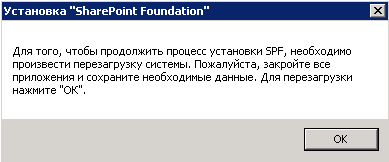 Установка "SharePoint Foundation"
Для того, чтобы продолжить процесс установки SPF, необходимо
произвести перезагрузку системы. Пожалуйста, закройте все
приложения и сохраните необходимые данные. Для перезагрузки
нажмите "ОК".
OK